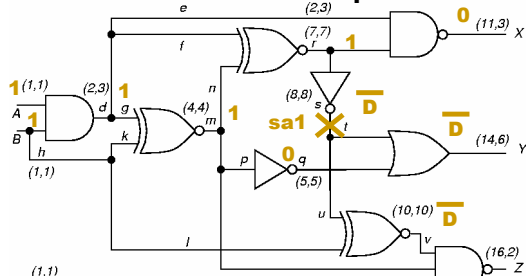 e (2,3) 0 (11,3) X
f (7,7) r 1
n
1 (1,1) (2,3) 1 (8,8) D
A d g (4,4) s
1 k m 1 sa1 t D
B (14,6) Y
h p 0 q
(1,1) (5,5)
u (10,10) D
l v (16,2)
Z
(1,1)